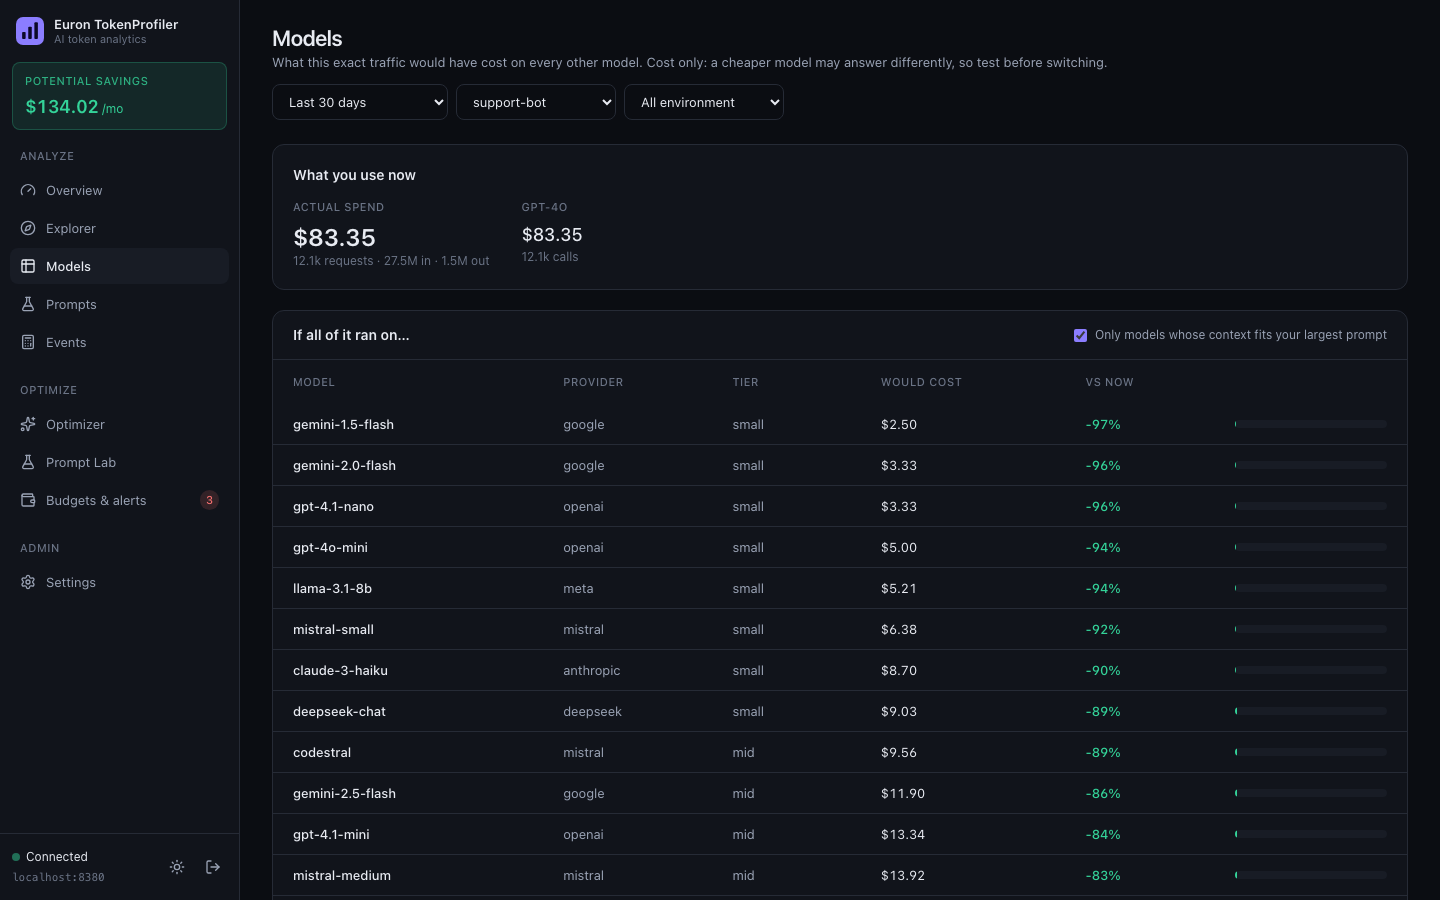 Euron TokenProfiler
AI token analytics
POTENTIAL SAVINGS
$134.02 /mo
ANALYZE
Overview
Explorer
Models
Prompts
Events
OPTIMIZE
Optimizer
Prompt Lab
Budgets & alerts 3
ADMIN
Settings
Connected
localhost:8380
Models
What this exact traffic would have cost on every other model. Cost only: a cheaper model may answer differently, so test before switching.
Last 30 days support-bot All environment
What you use now
ACTUAL SPEND GPT-4O
$83.35 $83.35
12.1k requests · 27.5M in · 1.5M out 12.1k calls
If all of it ran on... Only models whose context fits your largest prompt
MODEL PROVIDER TIER WOULD COST VS NOW
gemini-1.5-flash google small $2.50 -97%
gemini-2.0-flash google small $3.33 -96%
gpt-4.1-nano openai small $3.33 -96%
gpt-4o-mini openai small $5.00 -94%
llama-3.1-8b meta small $5.21 -94%
mistral-small mistral small $6.38 -92%
claude-3-haiku anthropic small $8.70 -90%
deepseek-chat deepseek small $9.03 -89%
codestral mistral mid $9.56 -89%
gemini-2.5-flash google mid $11.90 -86%
gpt-4.1-mini openai mid $13.34 -84%
mistral-medium mistral mid $13.92 -83%